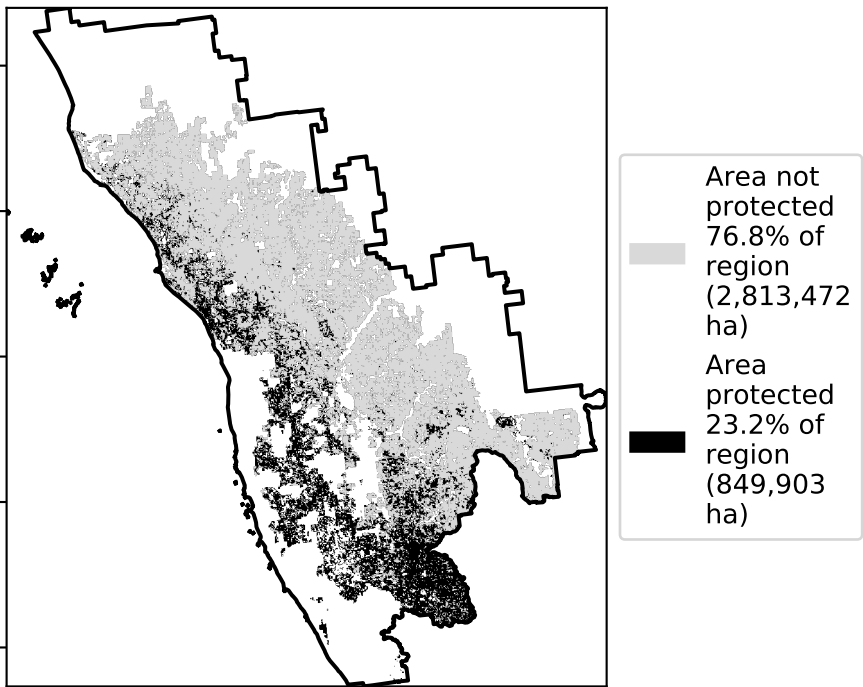 Area not
protected
76.8% of
region
(2,813,472
ha)
Area
protected
23.2% of
region
(849,903
ha)